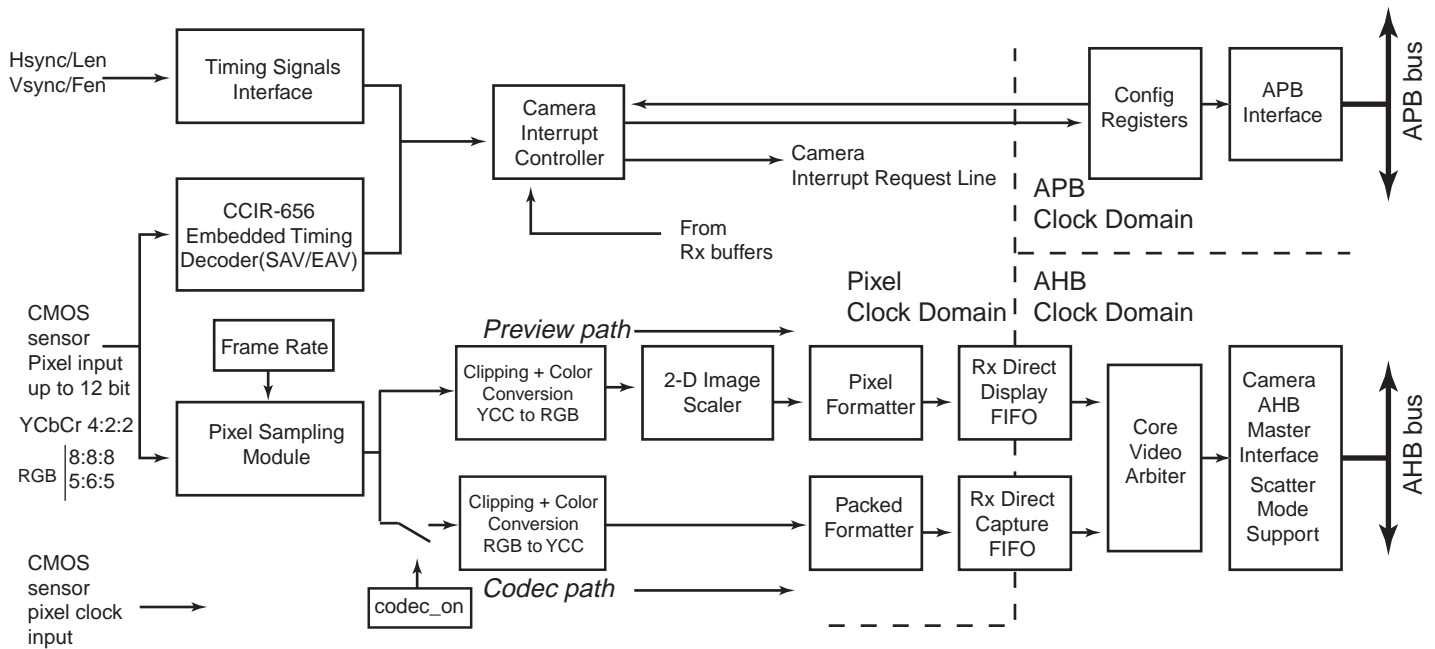 Hsync/Len
Vsync/Fen
Timing Signals
Interface
Camera
Interrupt
Controller
Config
Registers
APB
Interface
APB bus
Camera
Interrupt Request Line
APB
Clock Domain
From
Rx buffers
CCIR-656
Embedded Timing
Decoder(SAV/EAV)
Pixel
Clock Domain
AHB
Clock Domain
CMOS
sensor
Pixel input
up to 12 bit
YCbCr 4:2:2
RGB
8:8:8
5:6:5
Frame Rate
Pixel Sampling
Module
Preview path
Clipping + Color
Conversion
YCC to RGB
2-D Image
Scaler
Pixel
Formatter
Rx Direct
Display
FIFO
Core
Video
Arbiter
Camera
AHB
Master
Interface
Scatter
Mode
Support
AHB bus
Clipping + Color
Conversion
RGB to YCC
Packed
Formatter
Rx Direct
Capture
FIFO
Codec path
codec_on
CMOS
sensor
pixel clock
input